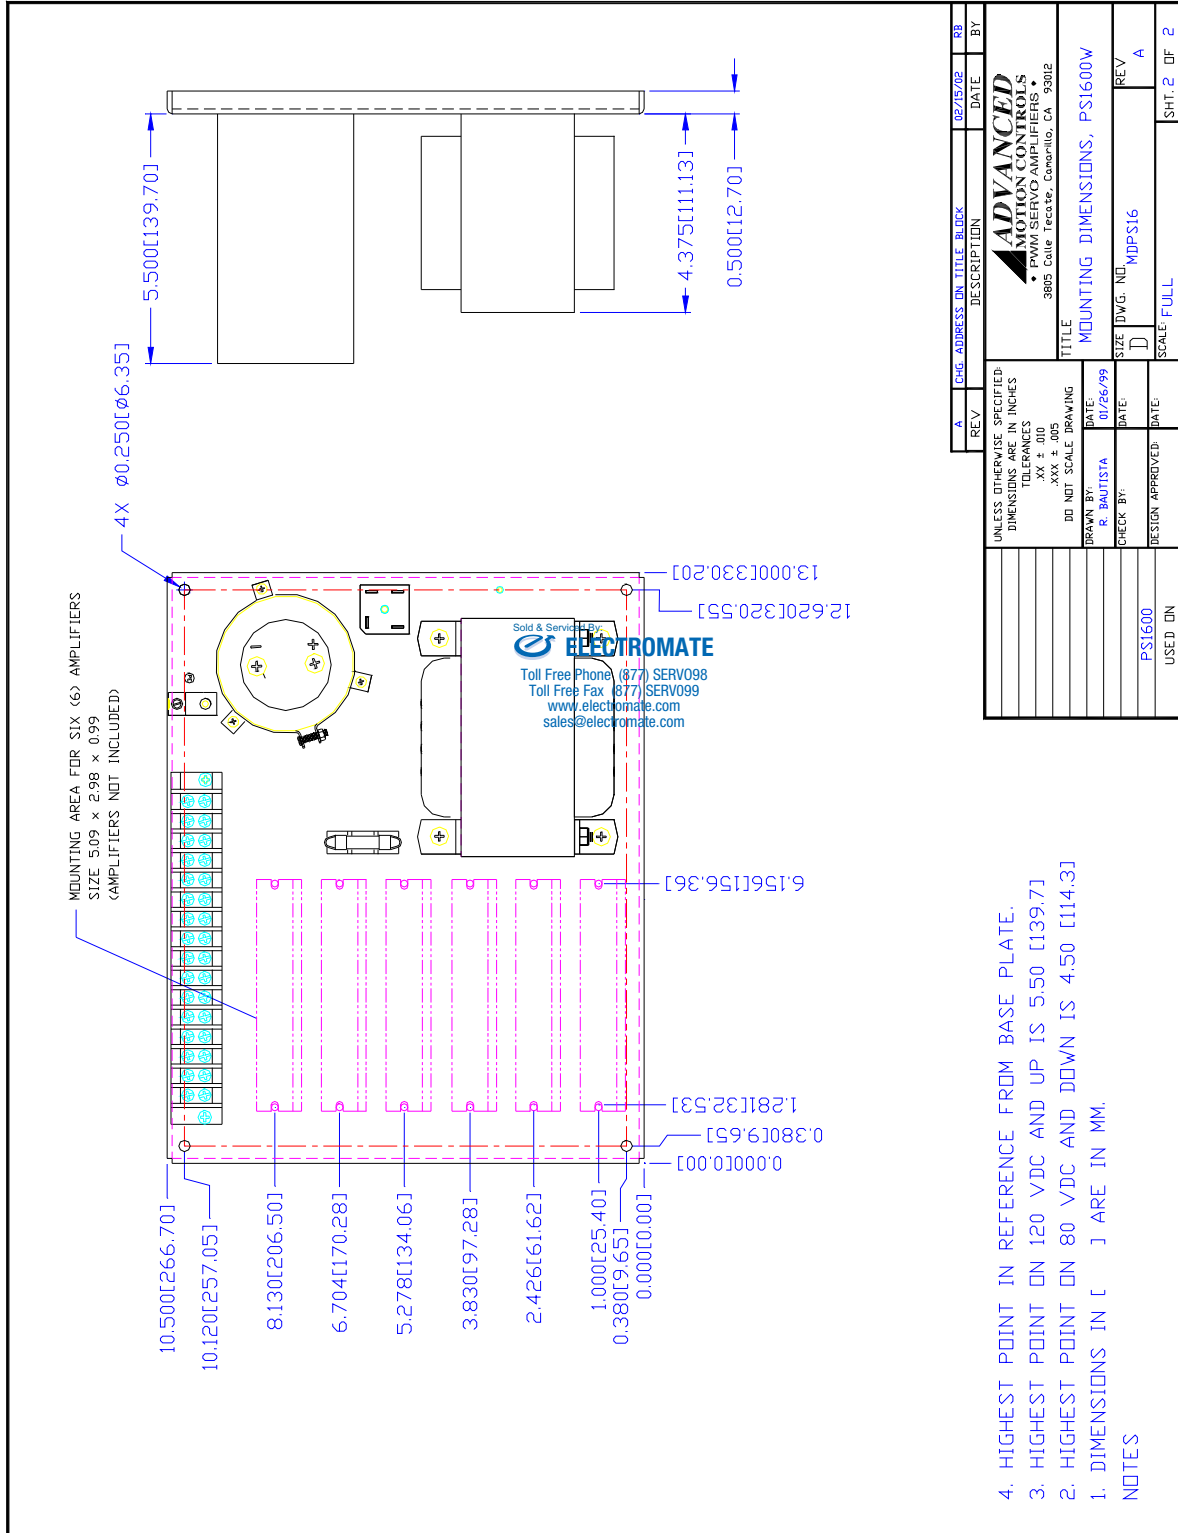 5.500[139.70]
4.375[111.13]
0.500[12.70]
4X ø0.250[ø6.35]
MOUNTING AREA FOR SIX (6) AMPLIFIERS
SIZE 5.09 x 2.98 x 0.99
(AMPLIFIERS NOT INCLUDED)
13.000[330.20]
12.620[320.55]
6.156[156.36]
1.281[32.53]
0.380[9.65]
0.000[0.00]
10.500[266.70]
10.120[257.05]
8.130[206.50]
6.704[170.28]
5.278[134.06]
3.830[97.28]
2.426[61.62]
1.000[25.40]
0.380[9.65]
0.000[0.00]
Sold & Serviced By:
ELECTROMATE
Toll Free Phone (877) SERVO98
Toll Free Fax (877) SERVO99
www.electromate.com
sales@electromate.com
4. HIGHEST POINT IN REFERENCE FROM BASE PLATE.
3. HIGHEST POINT ON 120 VDC AND UP IS 5.50 [139.7]
2. HIGHEST POINT ON 80 VDC AND DOWN IS 4.50 [114.3]
1. DIMENSIONS IN [ ] ARE IN MM.
NOTES
A CHG. ADDRESS ON TITLE BLOCK 02/15/02 RB
REV DESCRIPTION DATE BY
UNLESS OTHERWISE SPECIFIED:
DIMENSIONS ARE IN INCHES
TOLERANCES
.XX ± .010
.XXX ± .005
DO NOT SCALE DRAWING
DRAWN BY:
R. BAUTISTA
DATE:
01/26/99
CHECK BY:
DATE:
DESIGN APPROVED:
DATE:
PS1600
USED ON
ADVANCED
MOTION CONTROLS
• PWM SERVO AMPLIFIERS •
3805 Calle Tecate, Camarillo, CA 93012
TITLE
MOUNTING DIMENSIONS, PS1600W
SIZE
D
DWG. NO.
MDPS16
REV
A
SCALE: FULL
SHT. 2 OF 2